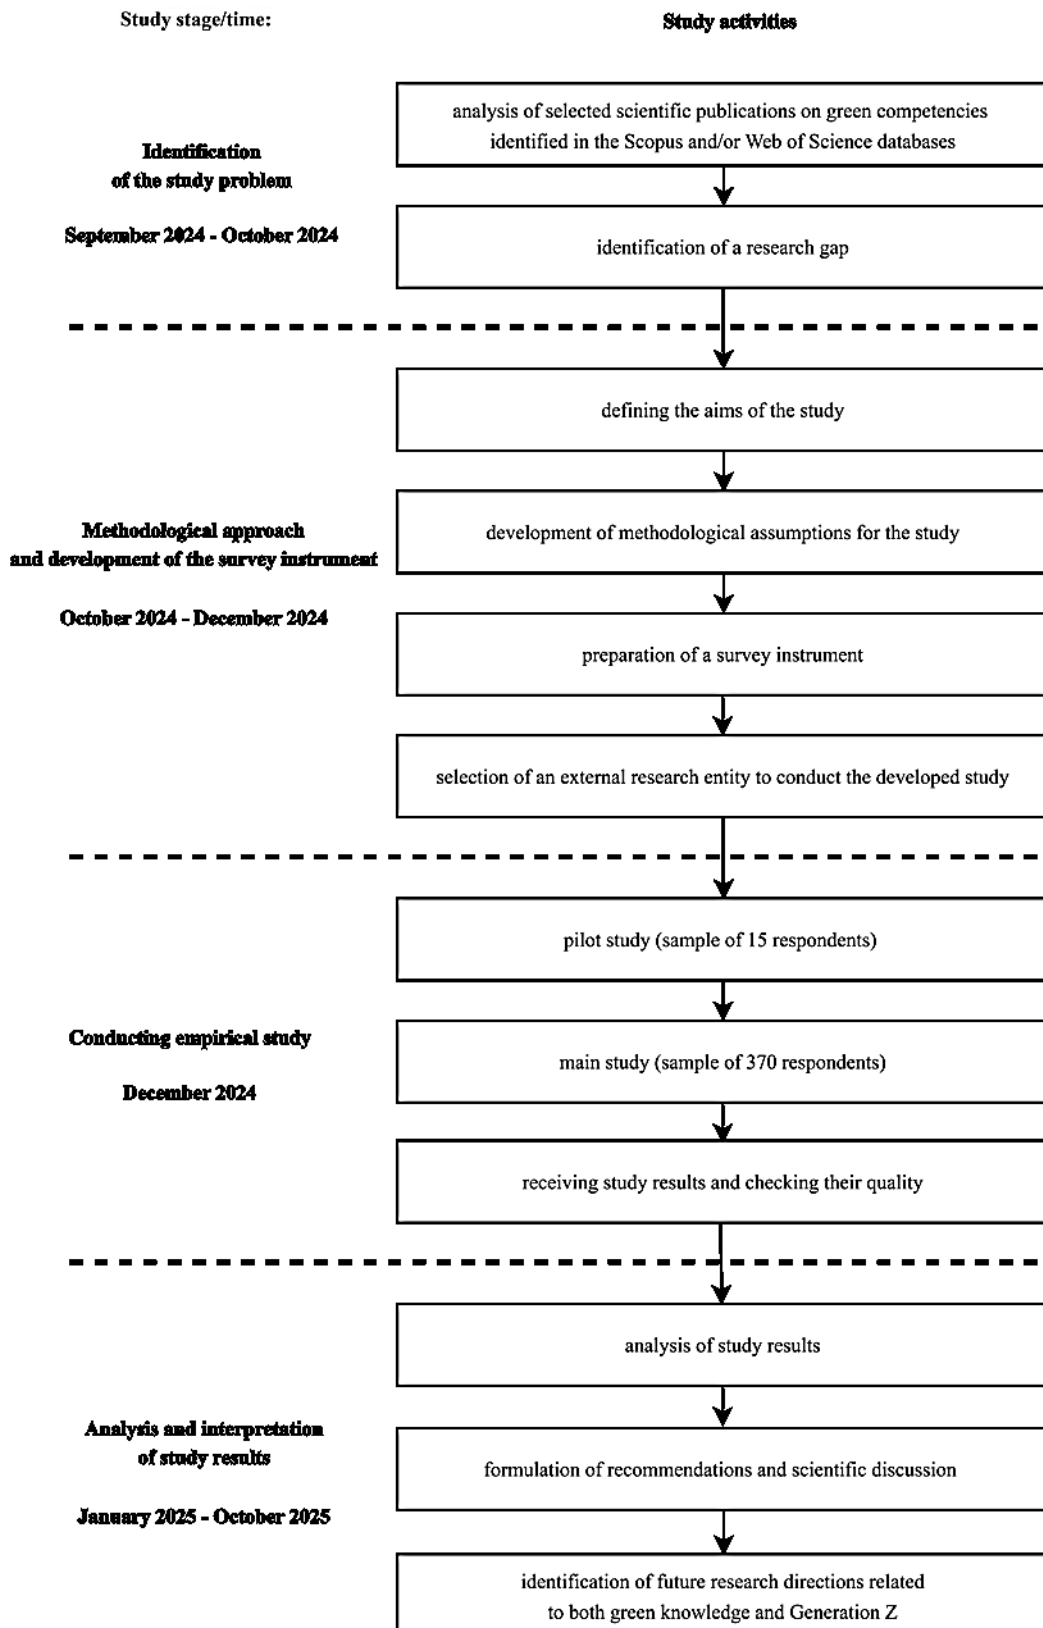 Study stage/time:
Study activities
analysis of selected scientific publications on green competencies
identified in the Scopus and/or Web of Science databases
Identification
of the study problem
September 2024 - October 2024
identification of a research gap
defining the aims of the study
Methodological approach
and development of the survey instrument
October 2024 - December 2024
development of methodological assumptions for the study
preparation of a survey instrument
selection of an external research entity to conduct the developed study
pilot study (sample of 15 respondents)
Conducting empirical study
December 2024
main study (sample of 370 respondents)
receiving study results and checking their quality
analysis of study results
Analysis and interpretation
of study results
January 2025 - October 2025
formulation of recommendations and scientific discussion
identification of future research directions related
to both green knowledge and Generation Z